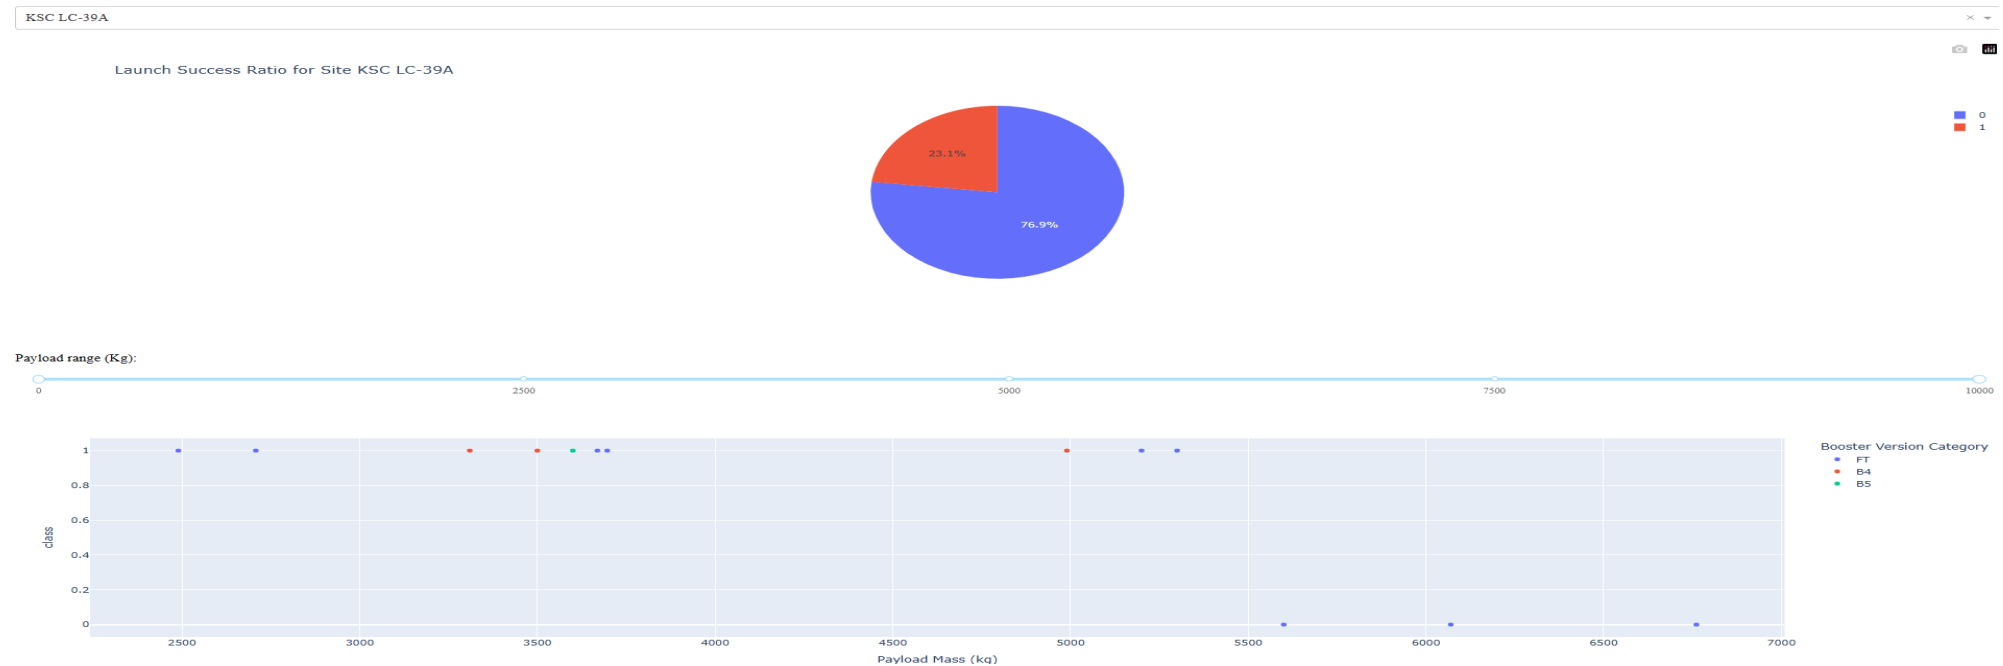 KSC LC-39A
Launch Success Ratio for Site KSC LC-39A
0
1
23.1%
76.9%
Payload range (Kg):
0 2500 5000 7500 10000
Booster Version Category
FT
B4
B5
class
1
0.8
0.6
0.4
0.2
0
2500 3000 3500 4000 4500 5000 5500 6000 6500 7000
Payload Mass (kg)